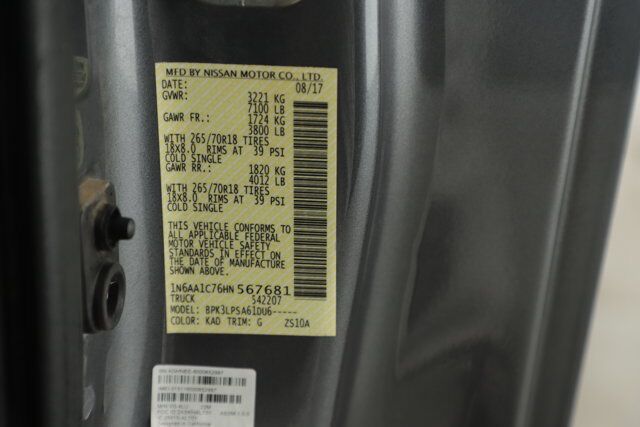 MFD BY NISSAN MOTOR CO., LTD.
DATE: 08/17
GVWR: 3221 KG
7100 LB
GAWR FR.: 1724 KG
3800 LB
WITH 265/70R18 TIRES
18x8.0 RIMS AT 39 PSI
COLD SINGLE
GAWR RR.: 1820 KG
4012 LB
WITH 265/70R18 TIRES
18x8.0 RIMS AT 39 PSI
COLD SINGLE
THIS VEHICLE CONFORMS TO
ALL APPLICABLE FEDERAL
MOTOR VEHICLE SAFETY
STANDARDS IN EFFECT ON
THE DATE OF MANUFACTURE
SHOWN ABOVE.
1N6AA1C76HN567681
TRUCK 542207
MODEL: BPK3LPSA61DU6-----
COLOR: KAD TRIM: G ZS10A